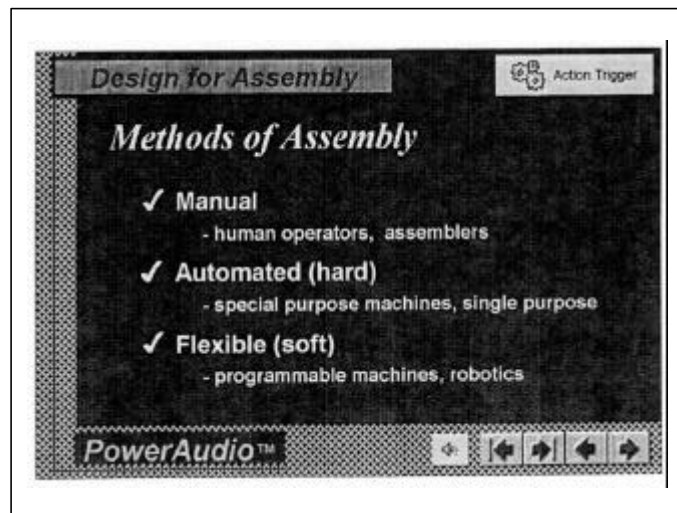 Design for Assembly
Action Trigger
Methods of Assembly
✓ Manual
- human operators, assemblers
✓ Automated (hard)
- special purpose machines, single purpose
✓ Flexible (soft)
- programmable machines, robotics
PowerAudio™